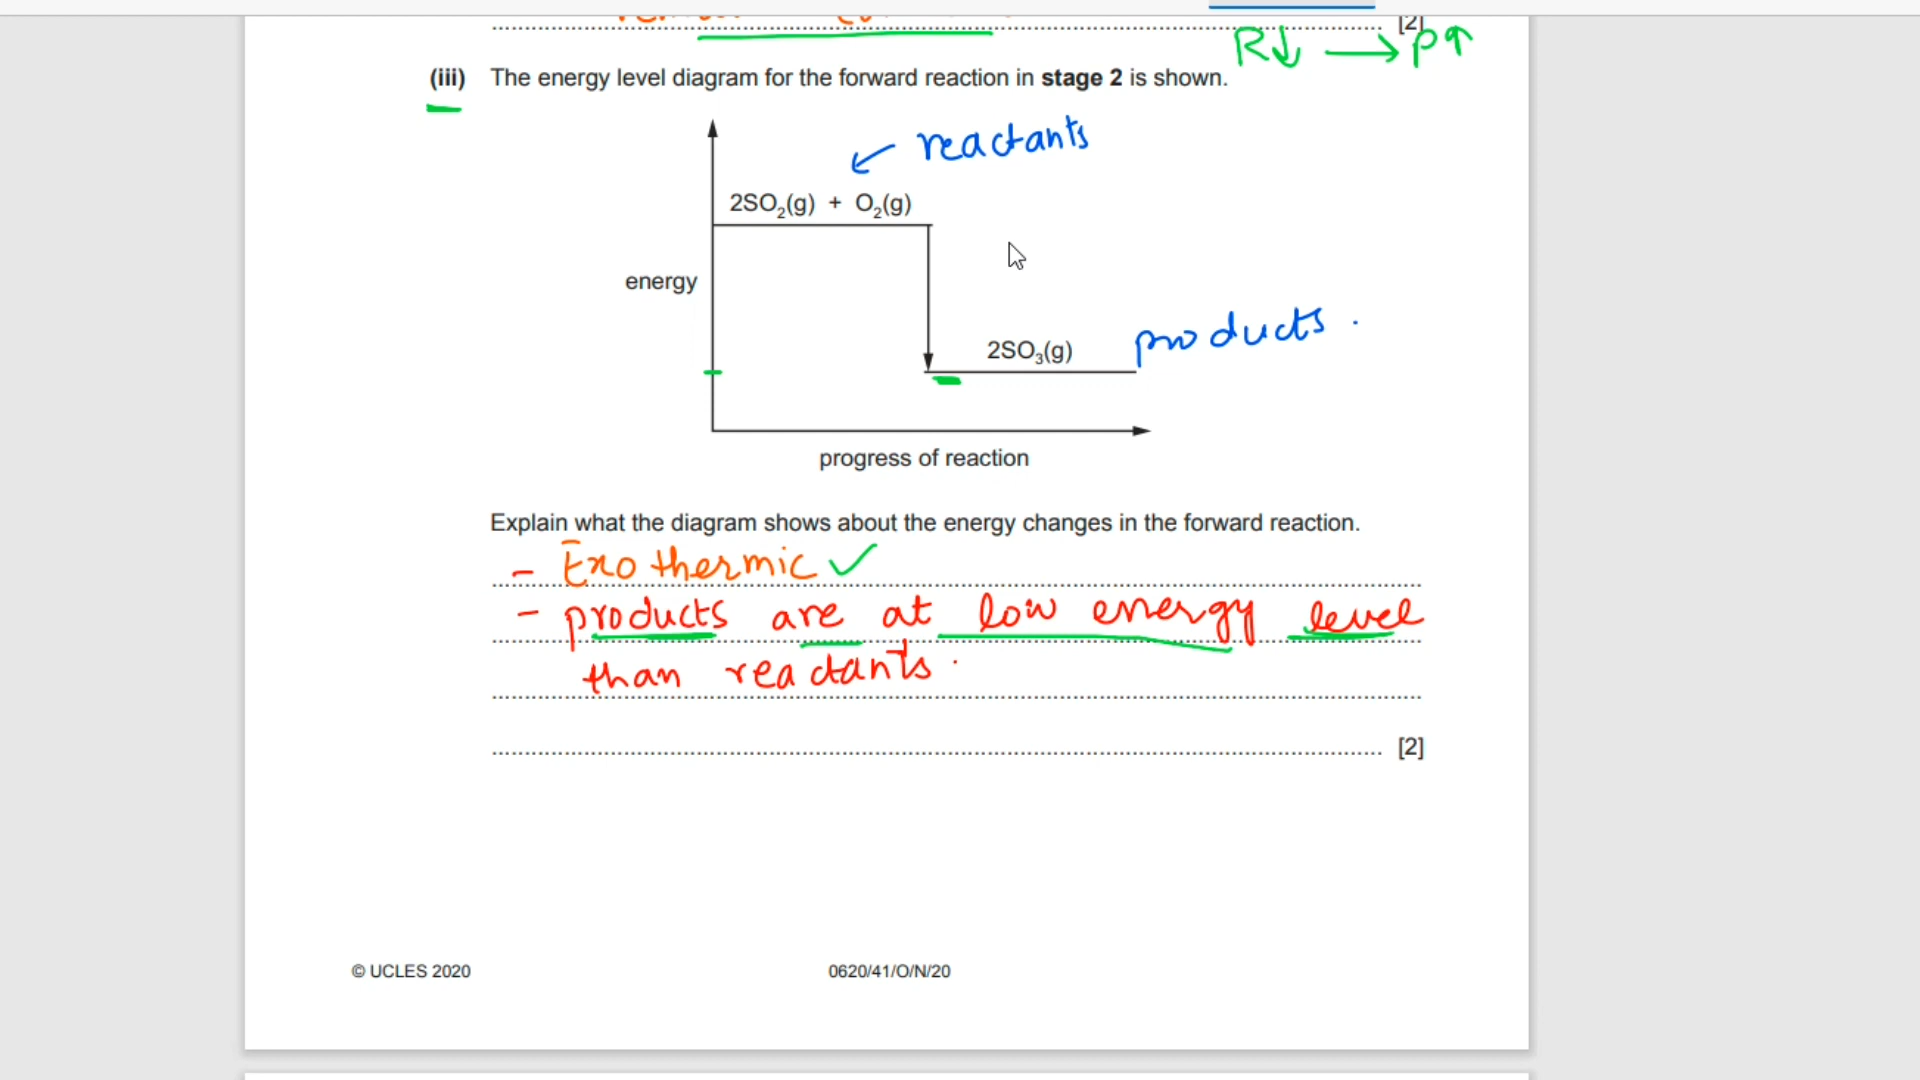 [2]
R↓ → P↑
(iii) The energy level diagram for the forward reaction in stage 2 is shown.
reactants
2SO₂(g) + O₂(g)
energy
products.
2SO₃(g)
progress of reaction
Explain what the diagram shows about the energy changes in the forward reaction.
- Exothermic ✓
- products are at low energy level
than reactants.
[2]
© UCLES 2020
0620/41/O/N/20